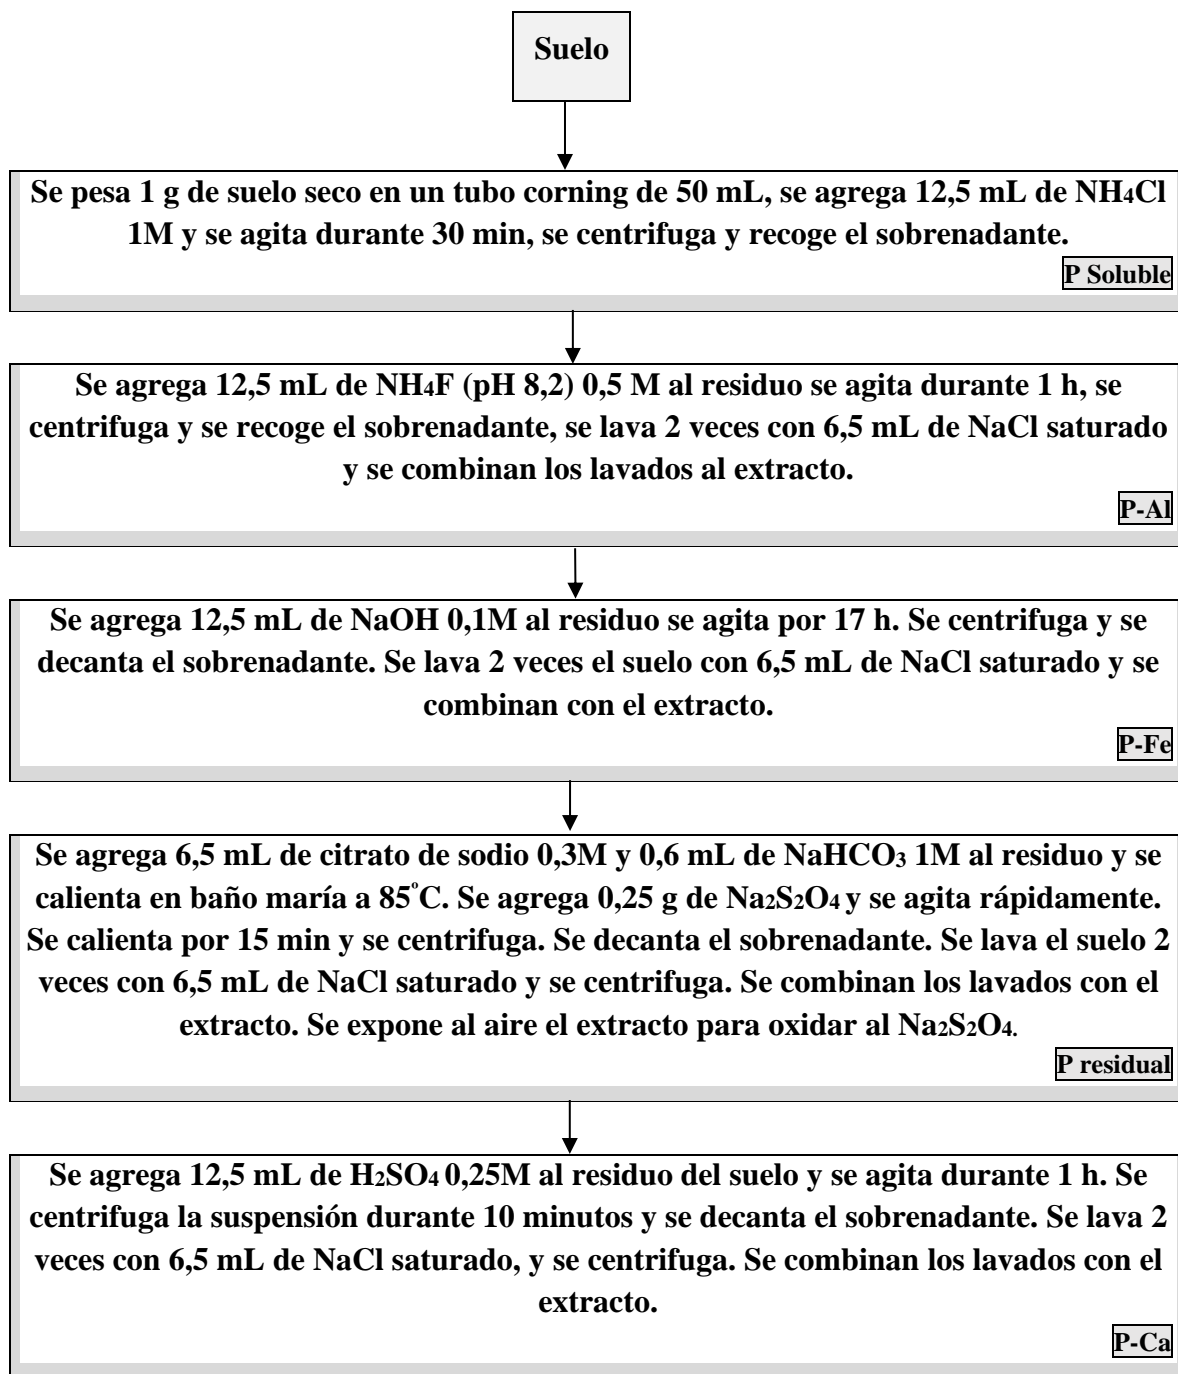 Suelo
Se pesa 1 g de suelo seco en un tubo corning de 50 mL, se agrega 12,5 mL de NH4Cl
1M y se agita durante 30 min, se centrifuga y recoge el sobrenadante.
P Soluble
Se agrega 12,5 mL de NH4F (pH 8,2) 0,5 M al residuo se agita durante 1 h, se
centrifuga y se recoge el sobrenadante, se lava 2 veces con 6,5 mL de NaCl saturado
y se combinan los lavados al extracto.
P-Al
Se agrega 12,5 mL de NaOH 0,1M al residuo se agita por 17 h. Se centrifuga y se
decanta el sobrenadante. Se lava 2 veces el suelo con 6,5 mL de NaCl saturado y se
combinan con el extracto.
P-Fe
Se agrega 6,5 mL de citrato de sodio 0,3M y 0,6 mL de NaHCO3 1M al residuo y se
calienta en baño maría a 85°C. Se agrega 0,25 g de Na2S2O4 y se agita rápidamente.
Se calienta por 15 min y se centrifuga. Se decanta el sobrenadante. Se lava el suelo 2
veces con 6,5 mL de NaCl saturado y se centrifuga. Se combinan los lavados con el
extracto. Se expone al aire el extracto para oxidar al Na2S2O4.
P residual
Se agrega 12,5 mL de H2SO4 0,25M al residuo del suelo y se agita durante 1 h. Se
centrifuga la suspensión durante 10 minutos y se decanta el sobrenadante. Se lava 2
veces con 6,5 mL de NaCl saturado, y se centrifuga. Se combinan los lavados con el
extracto.
P-Ca